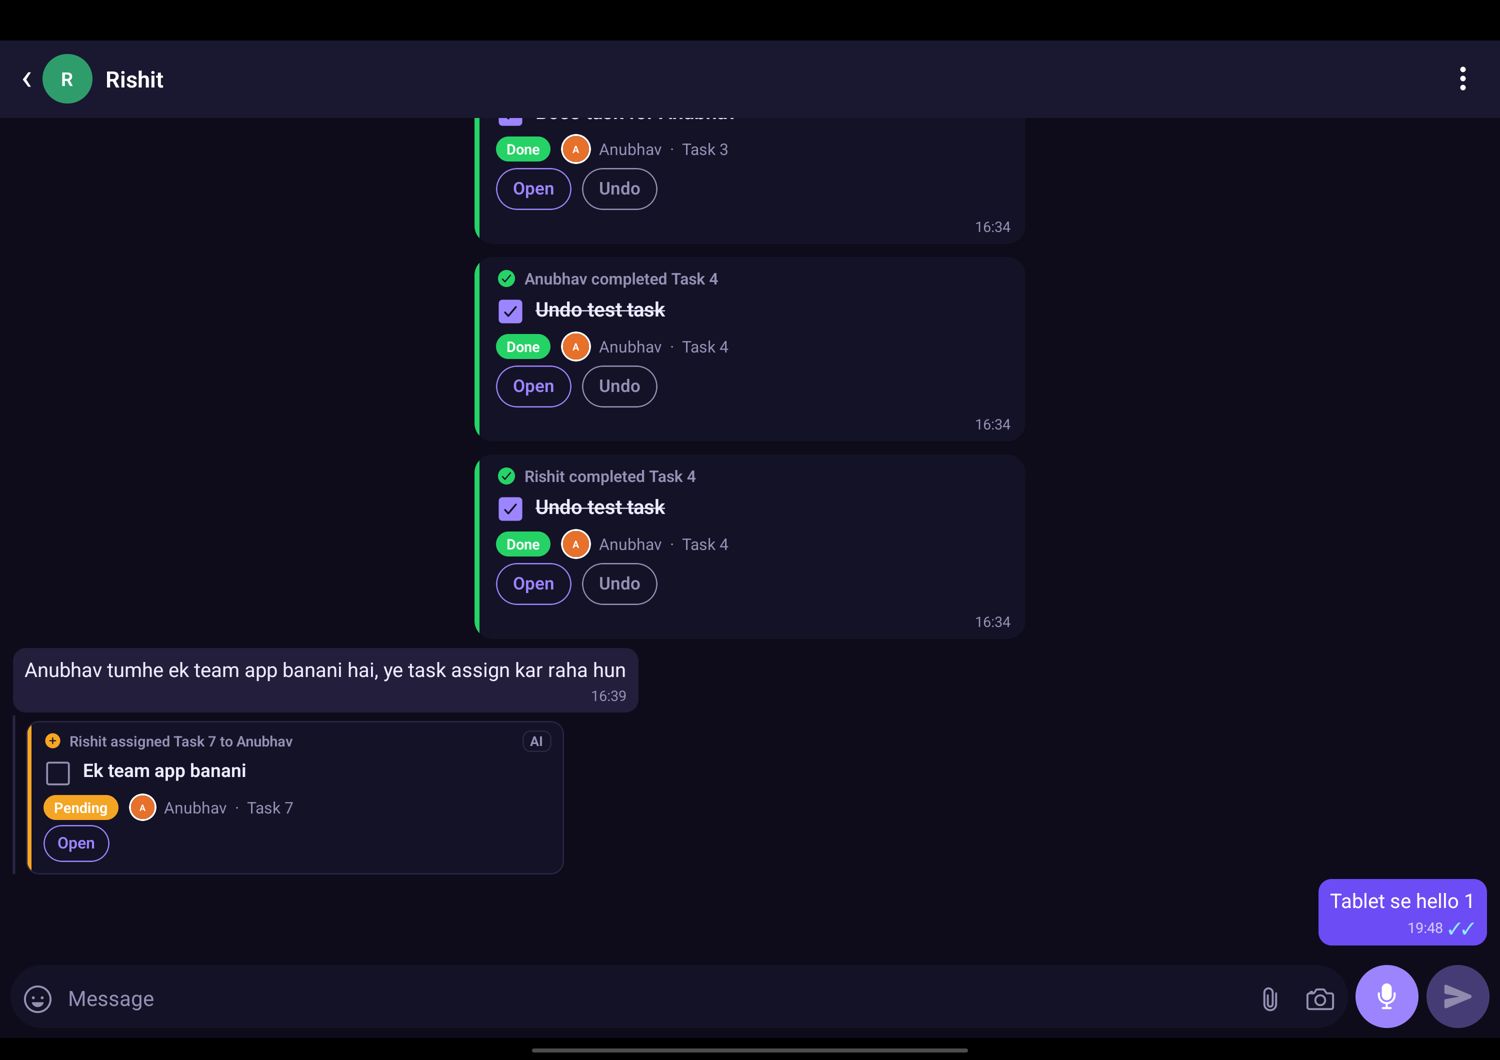 R
Rishit
Done A Anubhav · Task 3
Open Undo
16:34
Anubhav completed Task 4
Undo test task
Done A Anubhav · Task 4
Open Undo
16:34
Rishit completed Task 4
Undo test task
Done A Anubhav · Task 4
Open Undo
16:34
Anubhav tumhe ek team app banani hai, ye task assign kar raha hun
16:39
Rishit assigned Task 7 to Anubhav AI
Ek team app banani
Pending A Anubhav · Task 7
Open
Tablet se hello 1
19:48
Message